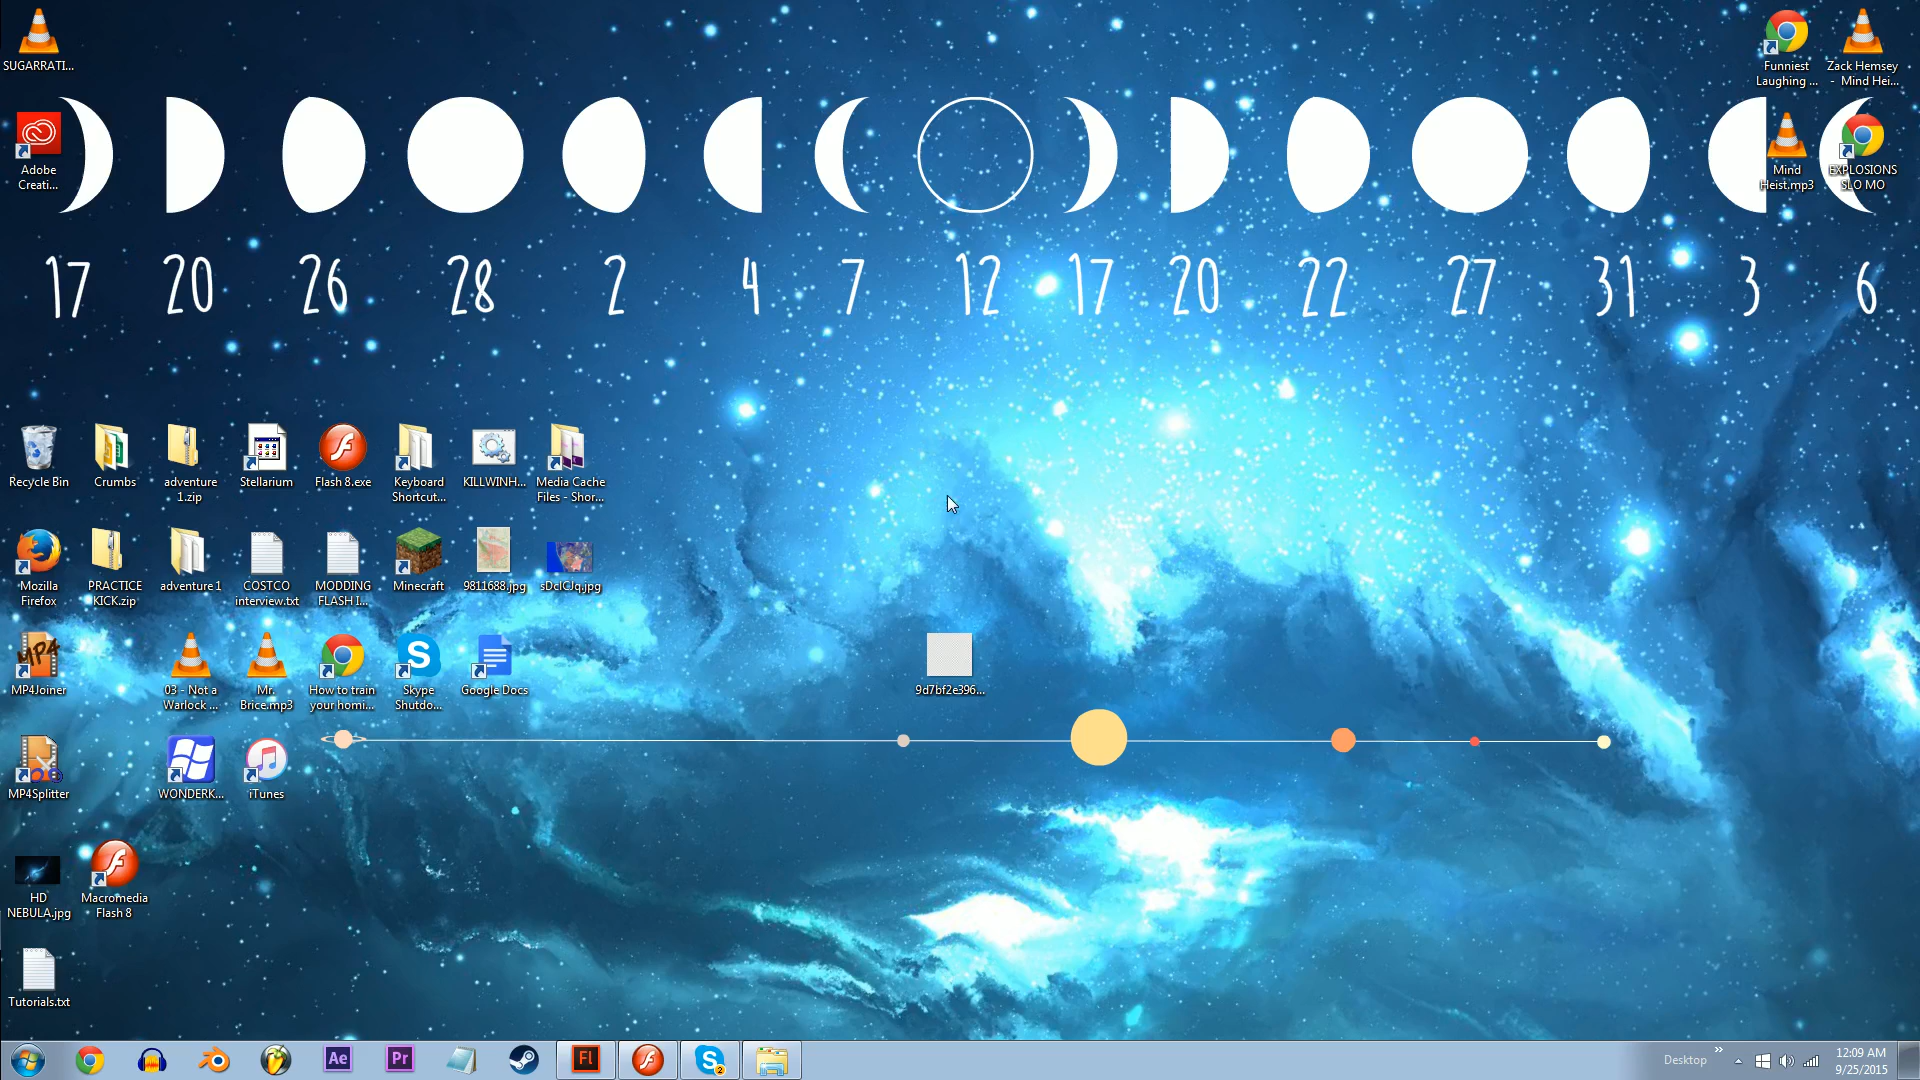 SUGARRATI...
Funniest
Laughing ...
Zack Hemsey
- Mind Hei...
Adobe
Creati...
Mind
Heist.mp3
EXPLOSIONS
SLO MO
17 20 26 28 2 4 7 12 17 20 22 27 31 3 6
Recycle Bin
Crumbs
adventure
1.zip
Stellarium
Flash 8.exe
Keyboard
Shortcut...
KILLWINH...
Media Cache
Files - Shor...
Mozilla
Firefox
PRACTICE
KICK.zip
adventure 1
COSTCO
interview.txt
MODDING
FLASH I...
Minecraft
9811688.jpg
sDclCJq.jpg
MP4
MP4Joiner
03 - Not a
Warlock ...
Mr.
Brice.mp3
How to train
your homi...
Skype
Shutdo...
Google Docs
9d7bf2e396...
MP4Splitter
WONDERK...
iTunes
HD
NEBULA.jpg
Macromedia
Flash 8
Tutorials.txt
Ae
Pr
Fl
S
2
Desktop
12:09 AM
9/25/2015